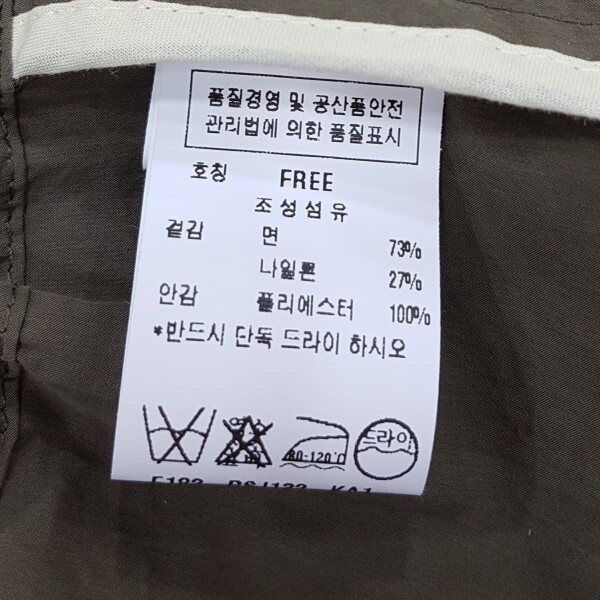 품질경영 및 공산품안전
관리법에 의한 품질표시
호칭 FREE
조성섬유
겉감 면 73%
나일론 27%
안감 폴리에스터 100%
*반드시 단독 드라이 하시오
80-120℃ 드라이